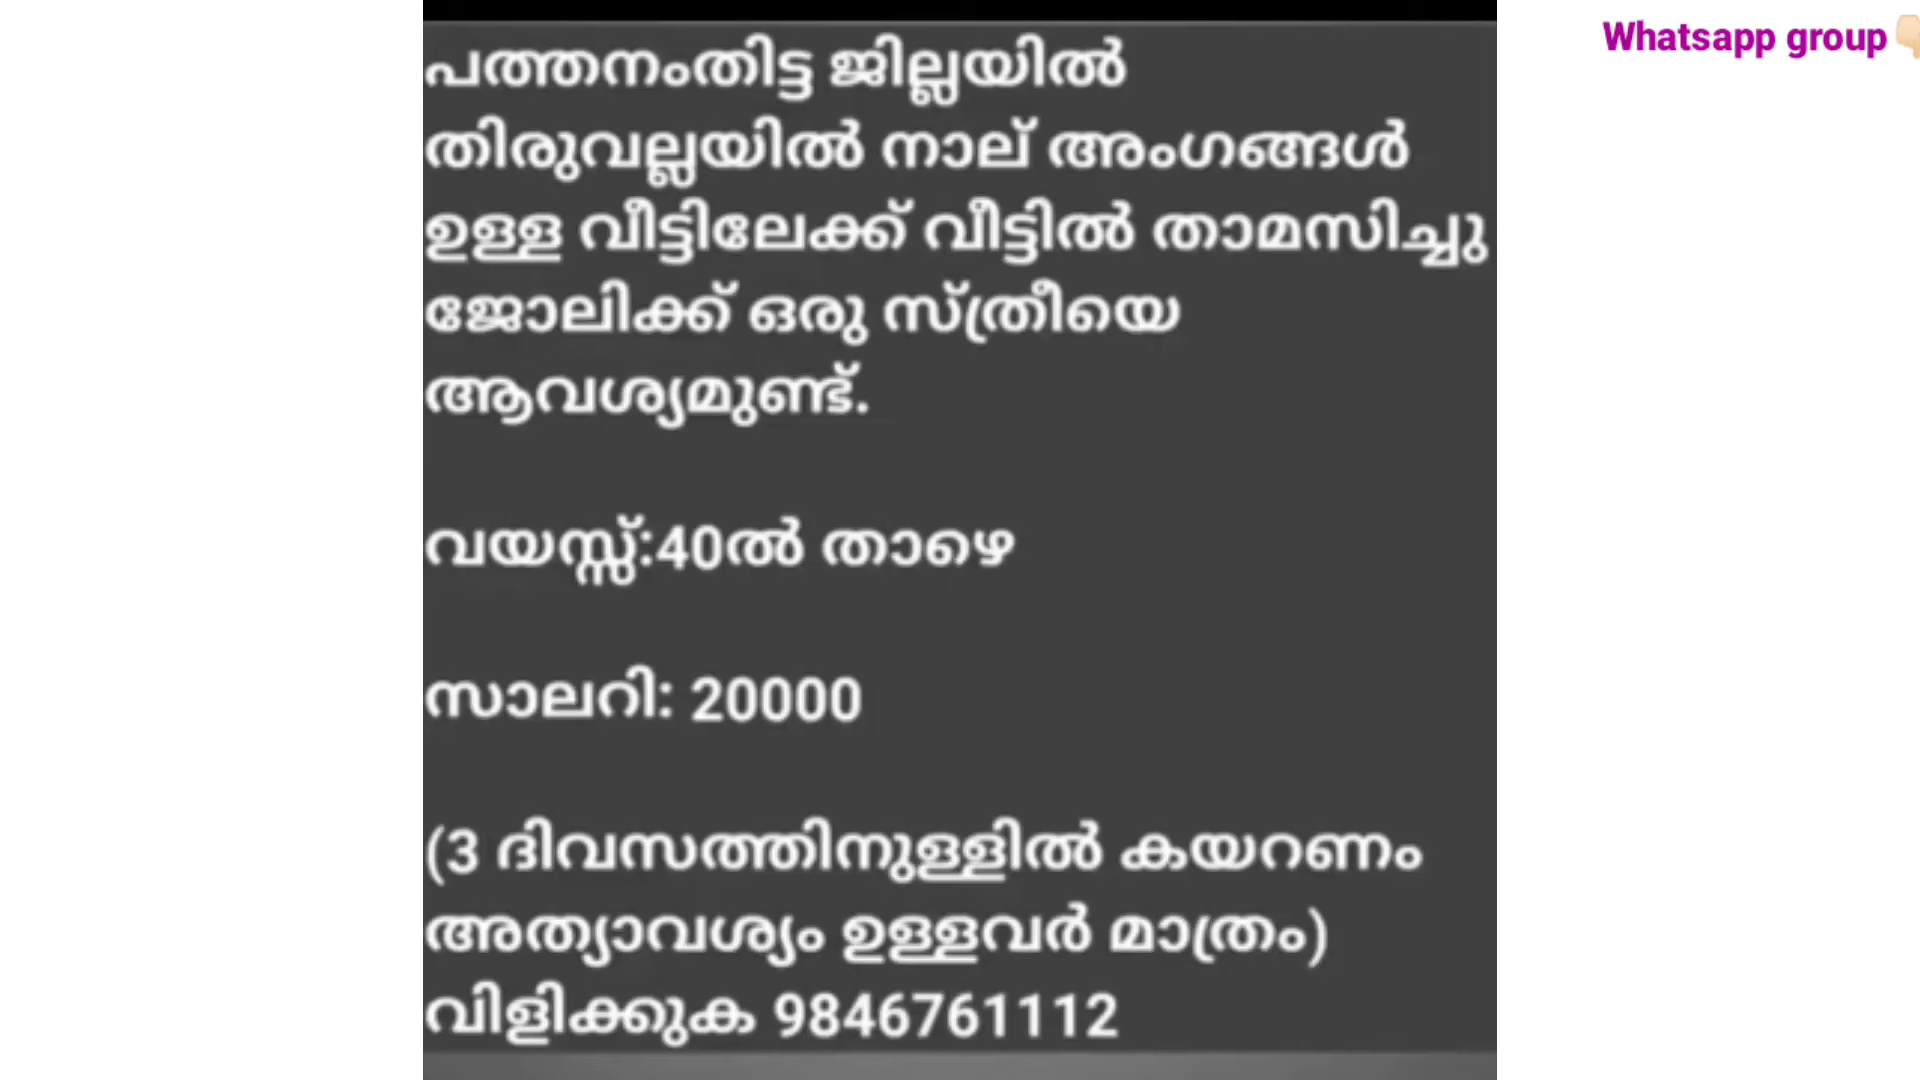 Whatsapp group👇🏻
പത്തനംതിട്ട ജില്ലയിൽ
തിരുവല്ലയിൽ നാല് അംഗങ്ങൾ
ഉള്ള വീട്ടിലേക്ക് വീട്ടിൽ താമസിച്ചു
ജോലിക്ക് ഒരു സ്ത്രീയെ
ആവശ്യമുണ്ട്.
വയസ്സ്:40ൽ താഴെ
സാലറി: 20000
(3 ദിവസത്തിനുള്ളിൽ കയറണം
അത്യാവശ്യം ഉള്ളവർ മാത്രം)
വിളിക്കുക 9846761112